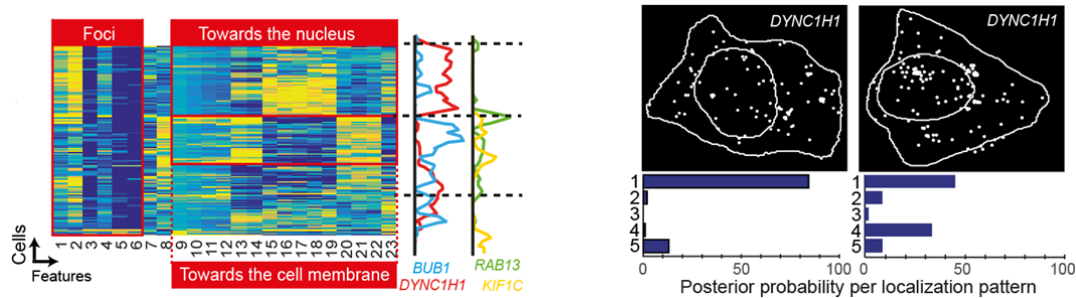 Foci
Towards the nucleus
Cells
Features
1 2 3 4 5 6 7 8 9 10 11 12 13 14 15 16 17 18 19 20 21 22 23
Towards the cell membrane
BUB1
DYNC1H1
RAB13
KIF1C
DYNC1H1
DYNC1H1
1
2
3
4
5
0 50 100
1
2
3
4
5
0 50 100
Posterior probability per localization pattern